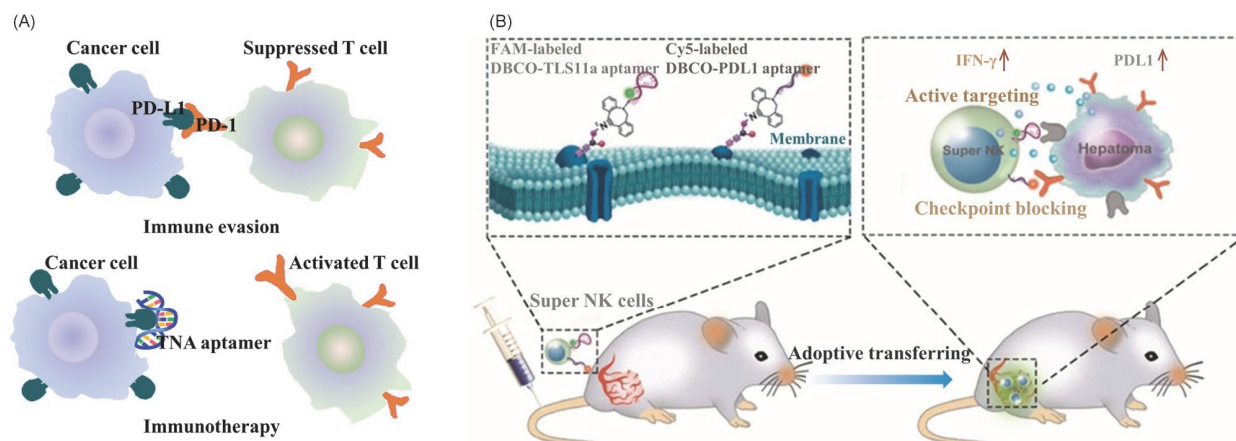 (A)
Cancer cell
Suppressed T cell
PD-L1
PD-1
Immune evasion
Cancer cell
Activated T cell
TNA aptamer
Immunotherapy
(B)
FAM-labeled
DBCO-TLS11a aptamer
Cy5-labeled
DBCO-PDL1 aptamer
N
Membrane
IFN-γ
PDL1
Active targeting
Super NK
Hepatoma
Checkpoint blocking
Super NK cells
Adoptive transferring